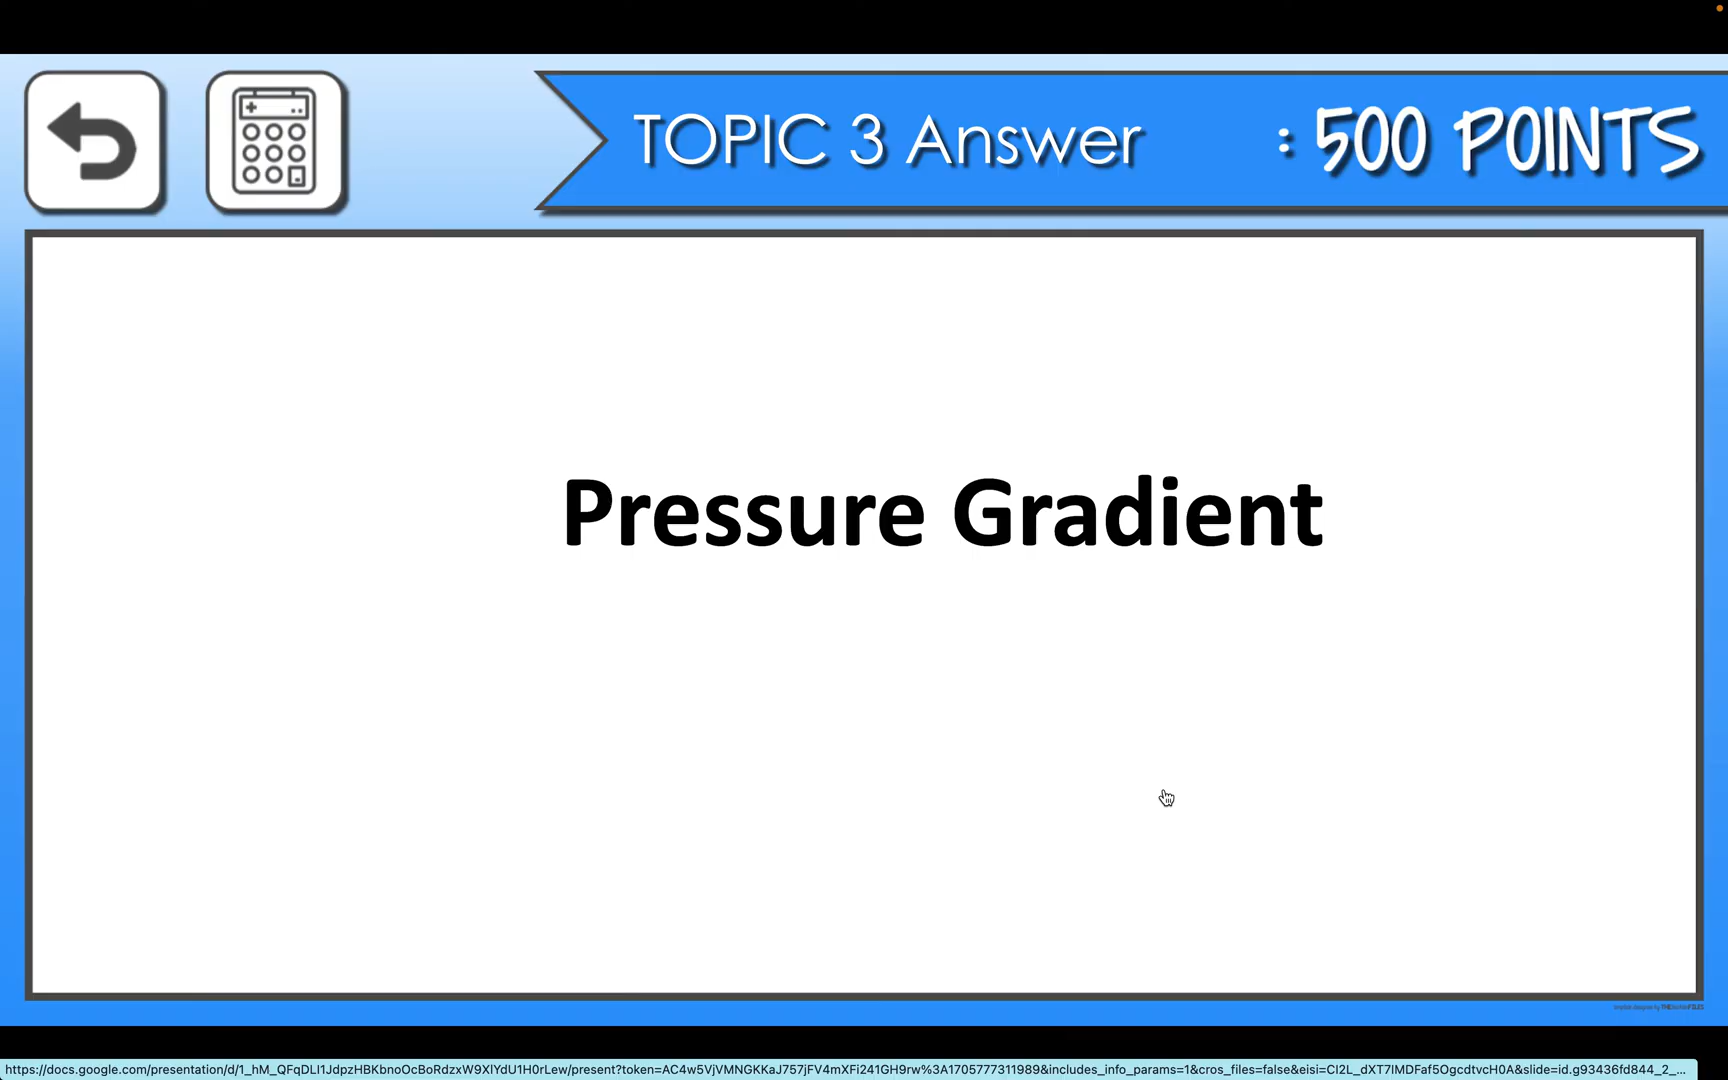 TOPIC 3 Answer : 500 POINTS
Pressure Gradient
https://docs.google.com/presentation/d/1_hM_QFqDLI1JdpzHBKbnoOcBoRdzxW9XlYdU1H0rLew/present?token=AC4w5VjVMNGKKaJ757jFV4mXFi241GH9rw%3A1705777311989&includes_info_params=1&cros_files=false&eisi=CI2L_dXT7IMDFaf5OgcdtvcH0A&slide=id.g93436fd844_2_...